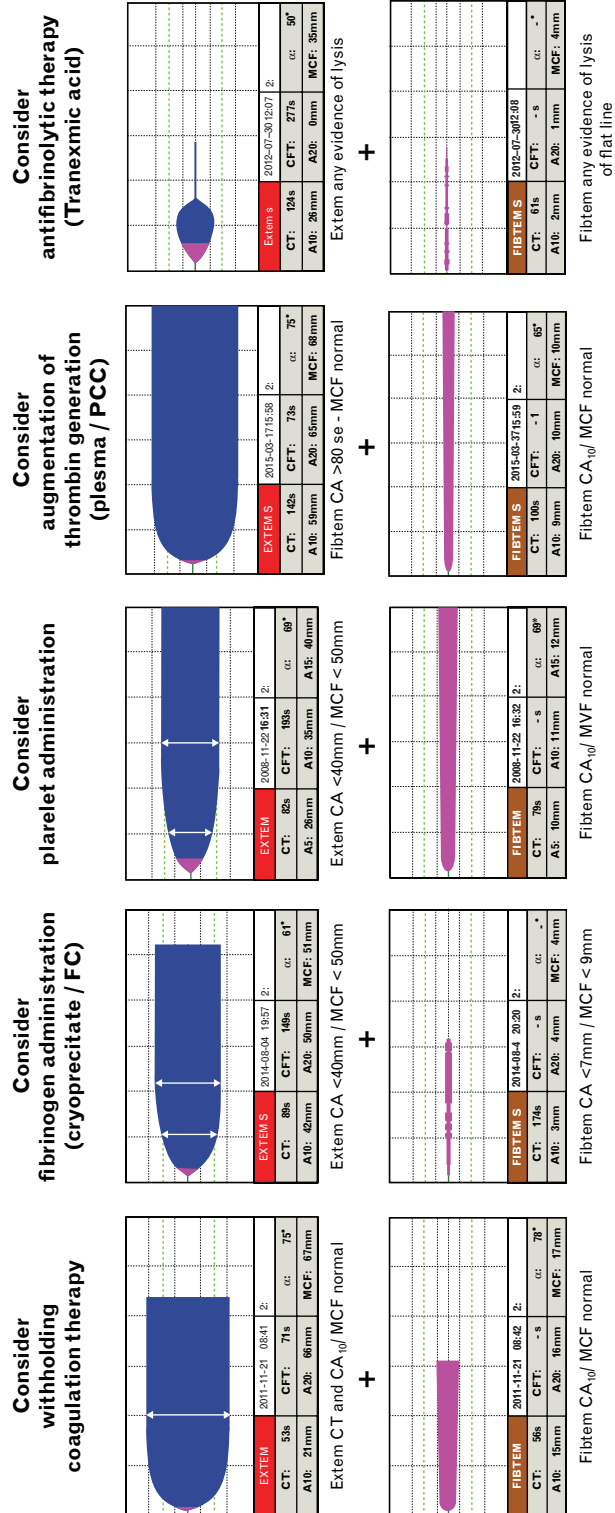 Consider
withholding
coagulation therapy
EXTEM 2011-11-21 08:41 2:
CT: 53s CFT: 71s α: 75°
A10: 21mm A20: 66mm MCF: 67mm
Extem CT and CA10/ MCF normal
+
FIBTEM 2011-11-21 08:42 2:
CT: 56s CFT: - s α: 78°
A10: 15mm A20: 16mm MCF: 17mm
Fibtem CA10/ MCF normal
Consider
fibrinogen administration
(cryoprecitate / FC)
EXTEM S 2014-08-04 19:57 2:
CT: 89s CFT: 149s α: 61°
A10: 42mm A20: 50mm MCF: 51mm
Extem CA <40mm / MCF < 50mm
+
FIBTEM S 2014-08-4 20:20 2:
CT: 174s CFT: - s α: -°
A10: 3mm A20: 4mm MCF: 4mm
Fibtem CA <7mm / MCF < 9mm
Consider
plarelet administration
EXTEM 2008-11-22 16:31 2:
CT: 82s CFT: 193s α: 69°
A5: 26mm A10: 35mm A15: 40mm
Extem CA <40mm / MCF < 50mm
+
FIBTEM 2008-11-22 16:32 2:
CT: 79s CFT: - s α: 69°
A5: 10mm A10: 11mm A15: 12mm
Fibtem CA10/ MVF normal
Consider
augmentation of
thrombin generation
(plesma / PCC)
EXTEM S 2015-03-1715:58 2:
CT: 142s CFT: 73s α: 75°
A10: 59mm A20: 65mm MCF: 68mm
Fibtem CA >80 se - MCF normal
+
FIBTEM S 2015-03-3715:59 2:
CT: 100s CFT: - 1 α: 65°
A10: 9mm A20: 10mm MCF: 10mm
Fibtem CA10/ MCF normal
Consider
antifibrinolytic therapy
(Tranexmic acid)
Extem s 2012-07-3012:07 2:
CT: 124s CFT: 277s α: 50°
A10: 26mm A20: 0mm MCF: 35mm
Extem any evidence of lysis
+
FIBTEM S 2012-07-3012:08
CT: 61s CFT: - s α: -°
A10: 2mm A20: 1mm MCF: 4mm
Fibtem any evidence of lysis
of flat line